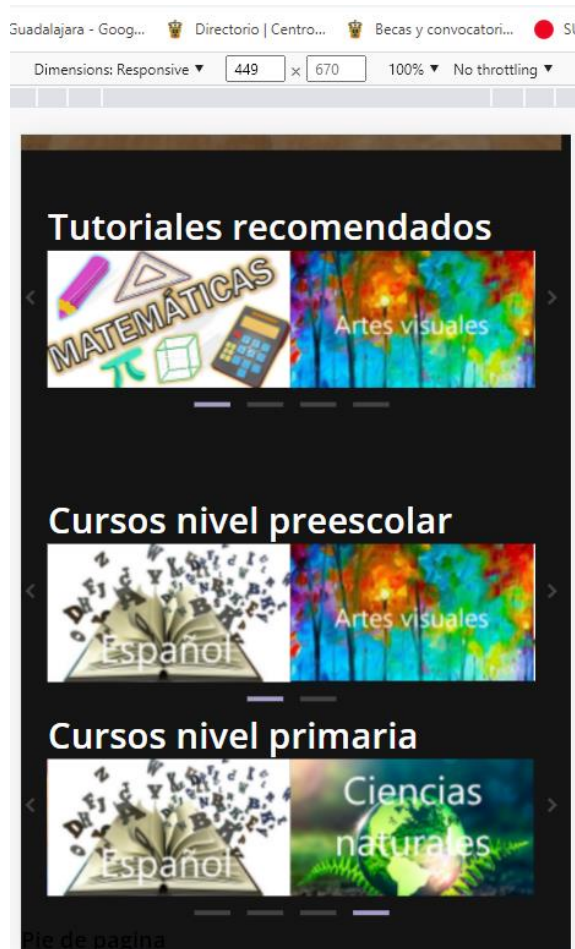 Guadalajara - Goog... Directorio | Centro... Becas y convocatori... SU
Dimensions: Responsive ▼ 449 x 670 100% ▼ No throttling ▼
Tutoriales recomendados
MATEMÁTICAS
Artes visuales
Cursos nivel preescolar
Español
Artes visuales
Cursos nivel primaria
Español
Ciencias
naturales
Pie de pagina